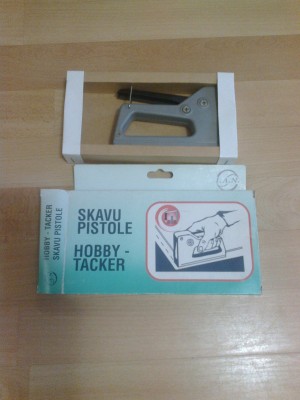 SKAVU
PISTOLE
HOBBY -
TACKER
HOBBY - TACKER
SKAVU PISTOLE